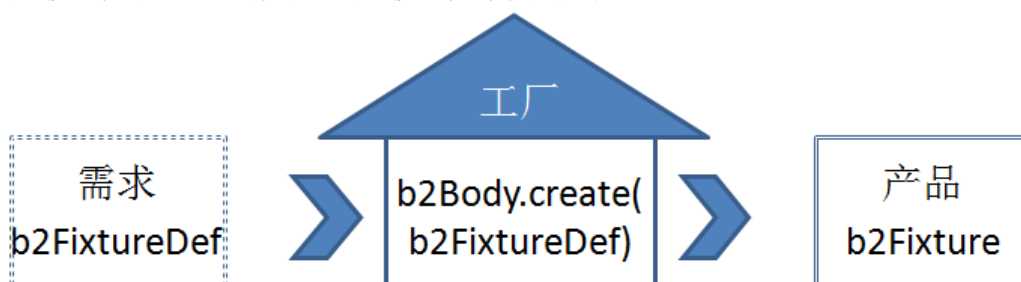 工厂
需求
b2FixtureDef
b2Body.create(
b2FixtureDef)
产品
b2Fixture